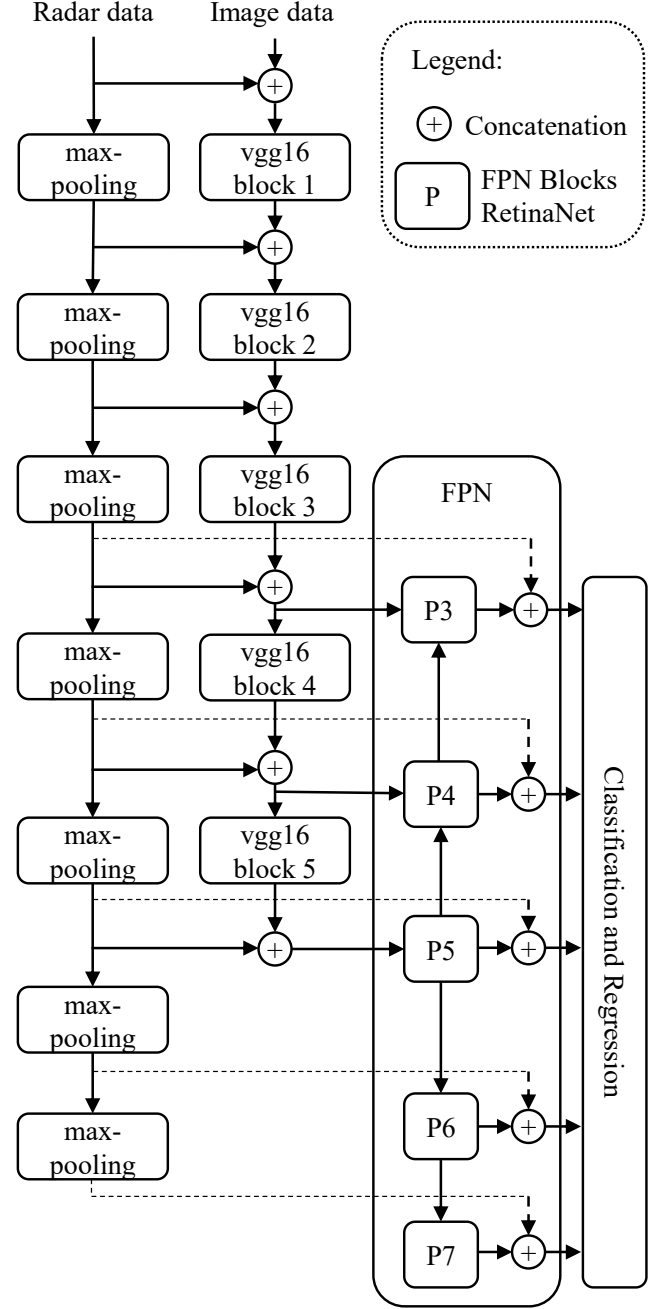 Radar data
Image data
Legend:
+
Concatenation
P
FPN Blocks
RetinaNet
+
max-
pooling
vgg16
block 1
+
max-
pooling
vgg16
block 2
+
max-
pooling
vgg16
block 3
FPN
+
P3
+
max-
pooling
vgg16
block 4
+
P4
+
max-
pooling
vgg16
block 5
+
P5
+
max-
pooling
P6
+
max-
pooling
P7
+
Classification and Regression